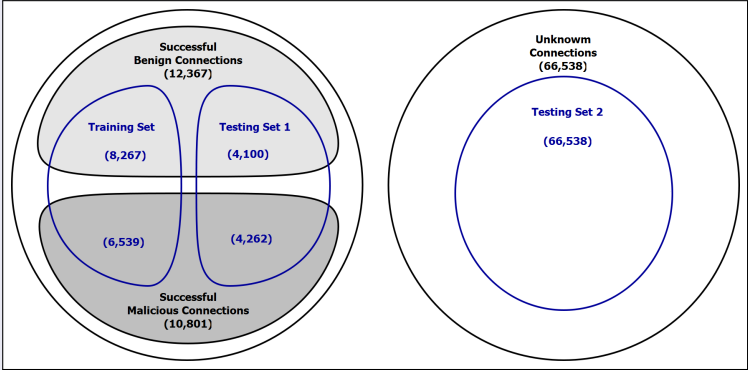 Successful
Benign Connections
(12,367)
Training Set
(8,267)
Testing Set 1
(4,100)
(6,539)
(4,262)
Successful
Malicious Connections
(10,801)
Unknowm
Connections
(66,538)
Testing Set 2
(66,538)